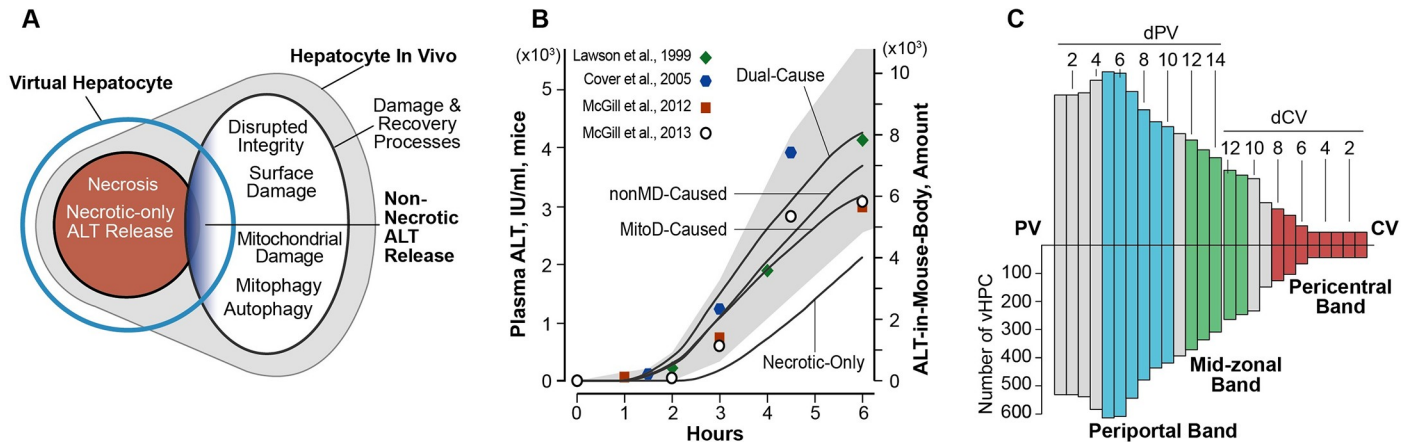 A
Hepatocyte In Vivo
Virtual Hepatocyte
Damage &
Recovery
Processes
Disrupted
Integrity
Surface
Damage
Necrosis
Necrotic-only
ALT Release
Non-
Necrotic
ALT
Release
Mitochondrial
Damage
Mitophagy
Autophagy
B
(x10³)
(x10³)
Lawson et al., 1999
Cover et al., 2005
McGill et al., 2012
McGill et al., 2013
Dual-Cause
nonMD-Caused
MitoD-Caused
Necrotic-Only
Plasma ALT, IU/ml, mice
5
4
3
2
1
0
ALT-in-Mouse-Body, Amount
10
8
6
4
2
0
0 1 2 3 4 5 6
Hours
C
dPV
2 4 6 8 10 12 14
dCV
12 10 8 6 4 2
PV
CV
Number of vHPC
100
200
300
400
500
600
Pericentral
Band
Mid-zonal
Band
Periportal Band